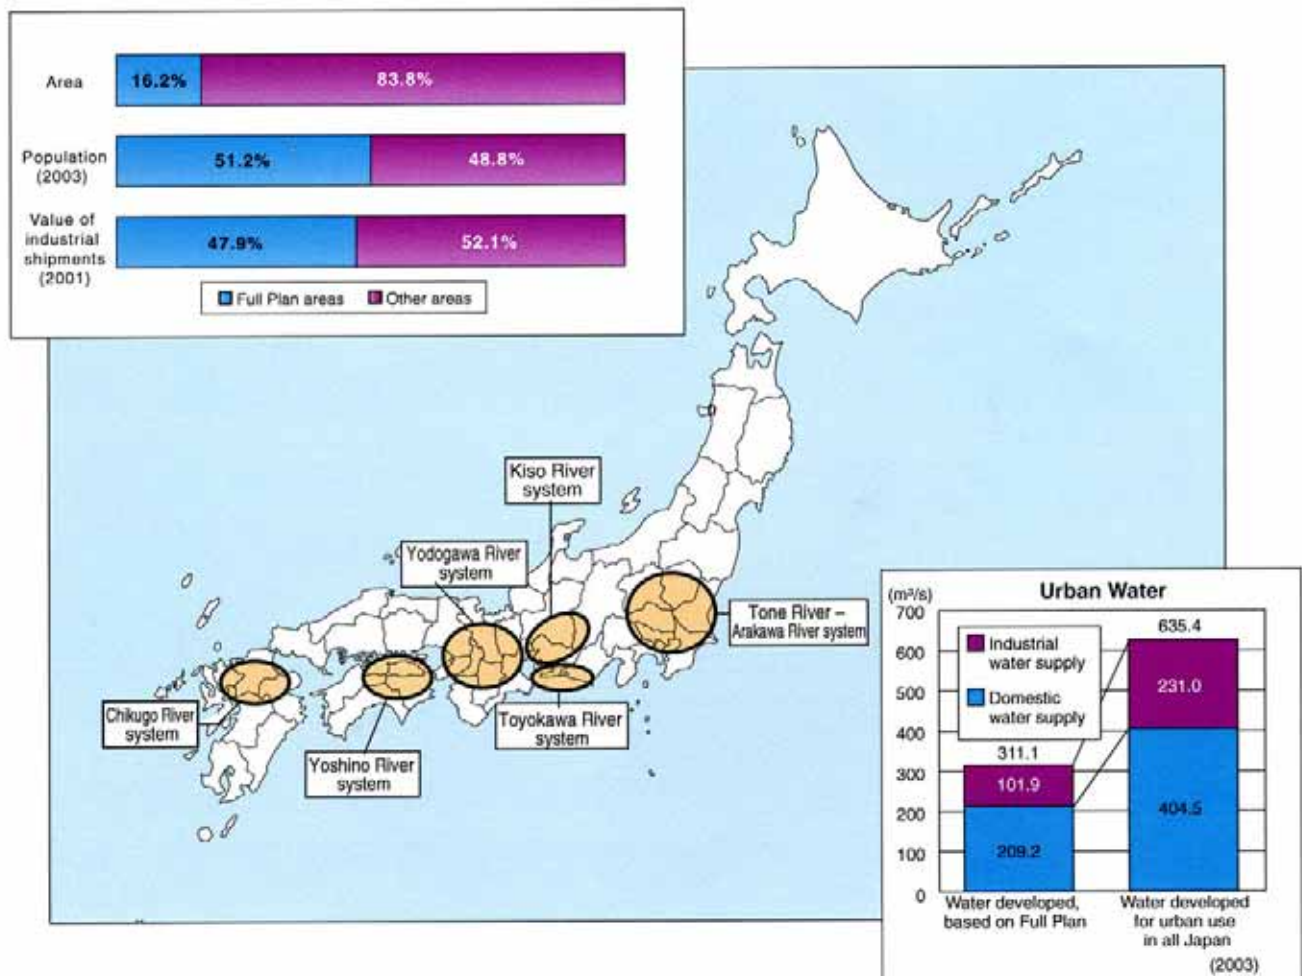 Area
16.2%
83.8%
Population
(2003)
51.2%
48.8%
Value of
industrial
shipments
(2001)
47.9%
52.1%
Full Plan areas
Other areas
Kiso River
system
Yodogawa River
system
Tone River –
Arakawa River system
Chikugo River
system
Yoshino River
system
Toyokawa River
system
Urban Water
(m³/s)
700
600
500
400
300
200
100
0
Industrial
water supply
Domestic
water supply
311.1
101.9
209.2
635.4
231.0
404.5
Water developed,
based on Full Plan
Water developed
for urban use
in all Japan
(2003)